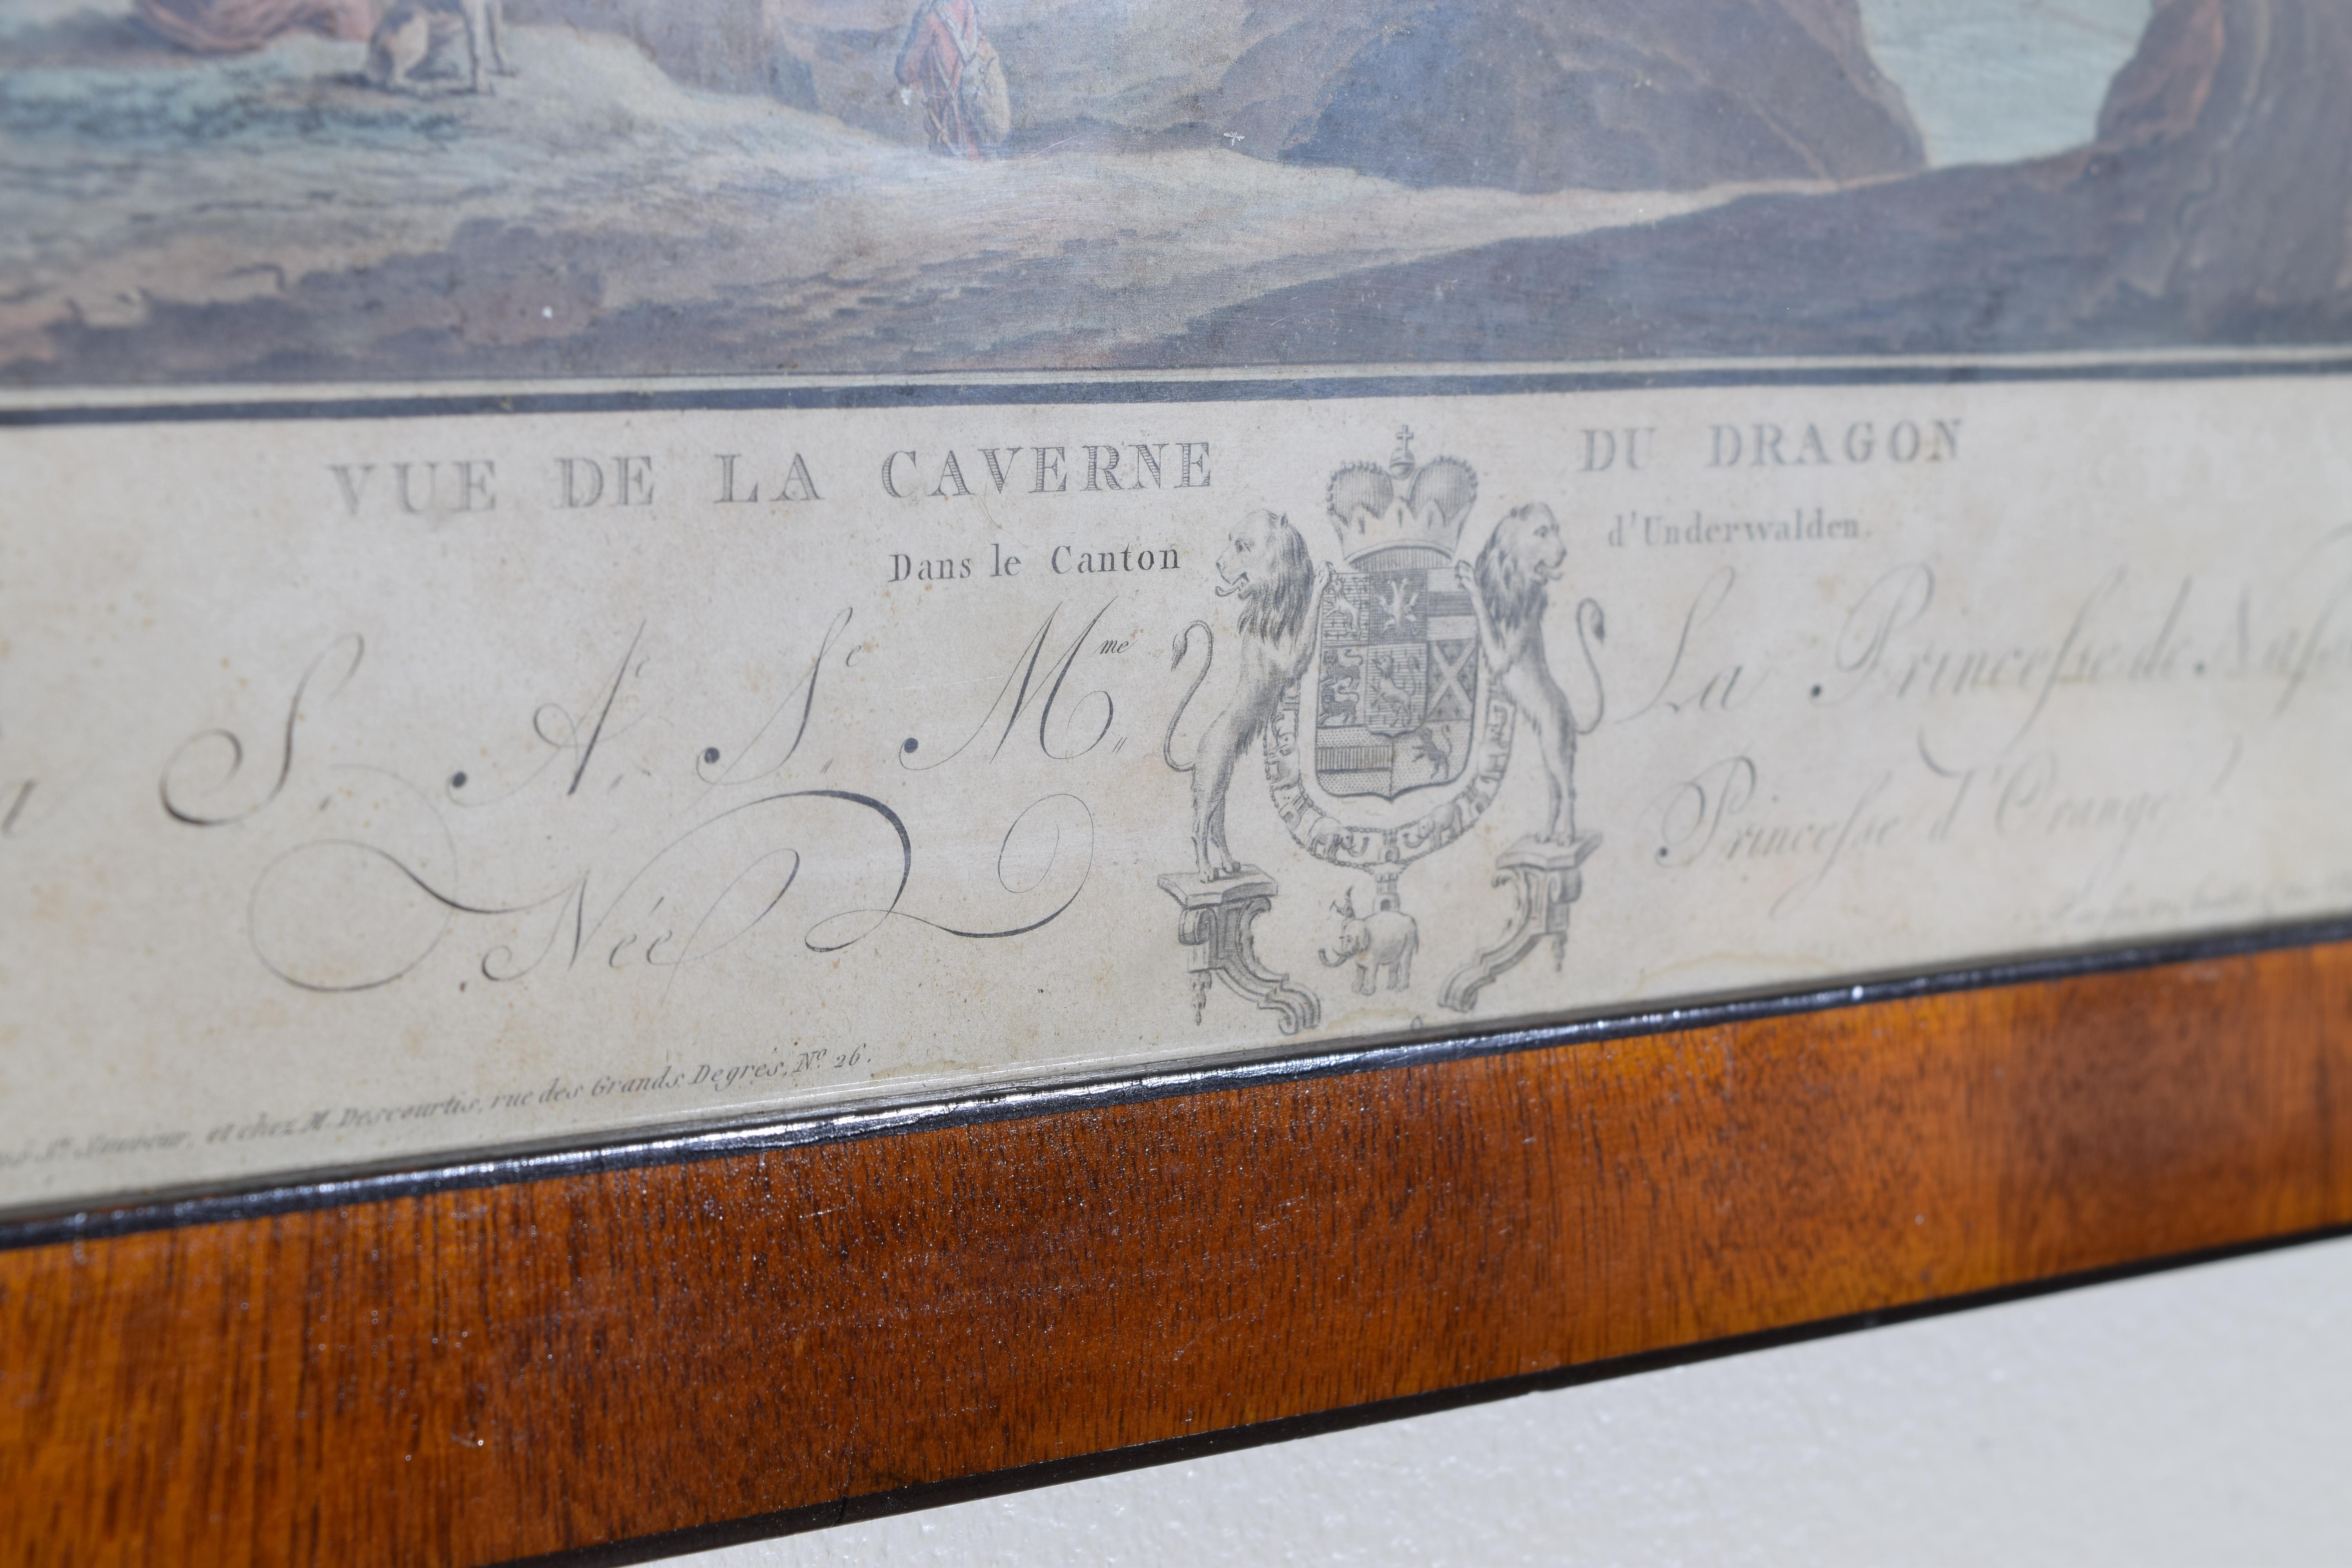 VUE DE LA CAVERNE DU DRAGON
Dans le Canton d'Underwalden.
S. A.e S.e Mme La Princesse de
Née Princesse d'Orange
et chez M. Descourtis, rue des Grands Degrés, No. 26.